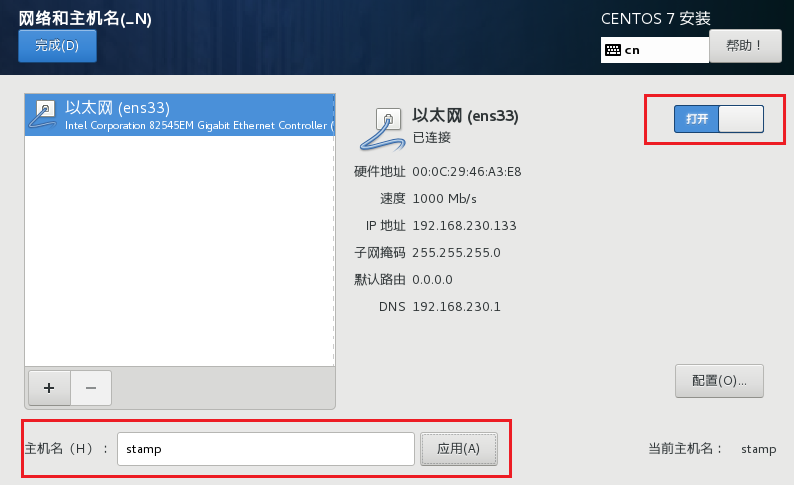 网络和主机名(_N)
CENTOS 7 安装
完成(D)
cn
帮助！
以太网 (ens33)
Intel Corporation 82545EM Gigabit Ethernet Controller (
以太网 (ens33)
已连接
打开
硬件地址 00:0C:29:46:A3:E8
速度 1000 Mb/s
IP 地址 192.168.230.133
子网掩码 255.255.255.0
默认路由 0.0.0.0
DNS 192.168.230.1
+
−
配置(O)...
主机名（H）： stamp
应用(A)
当前主机名： stamp